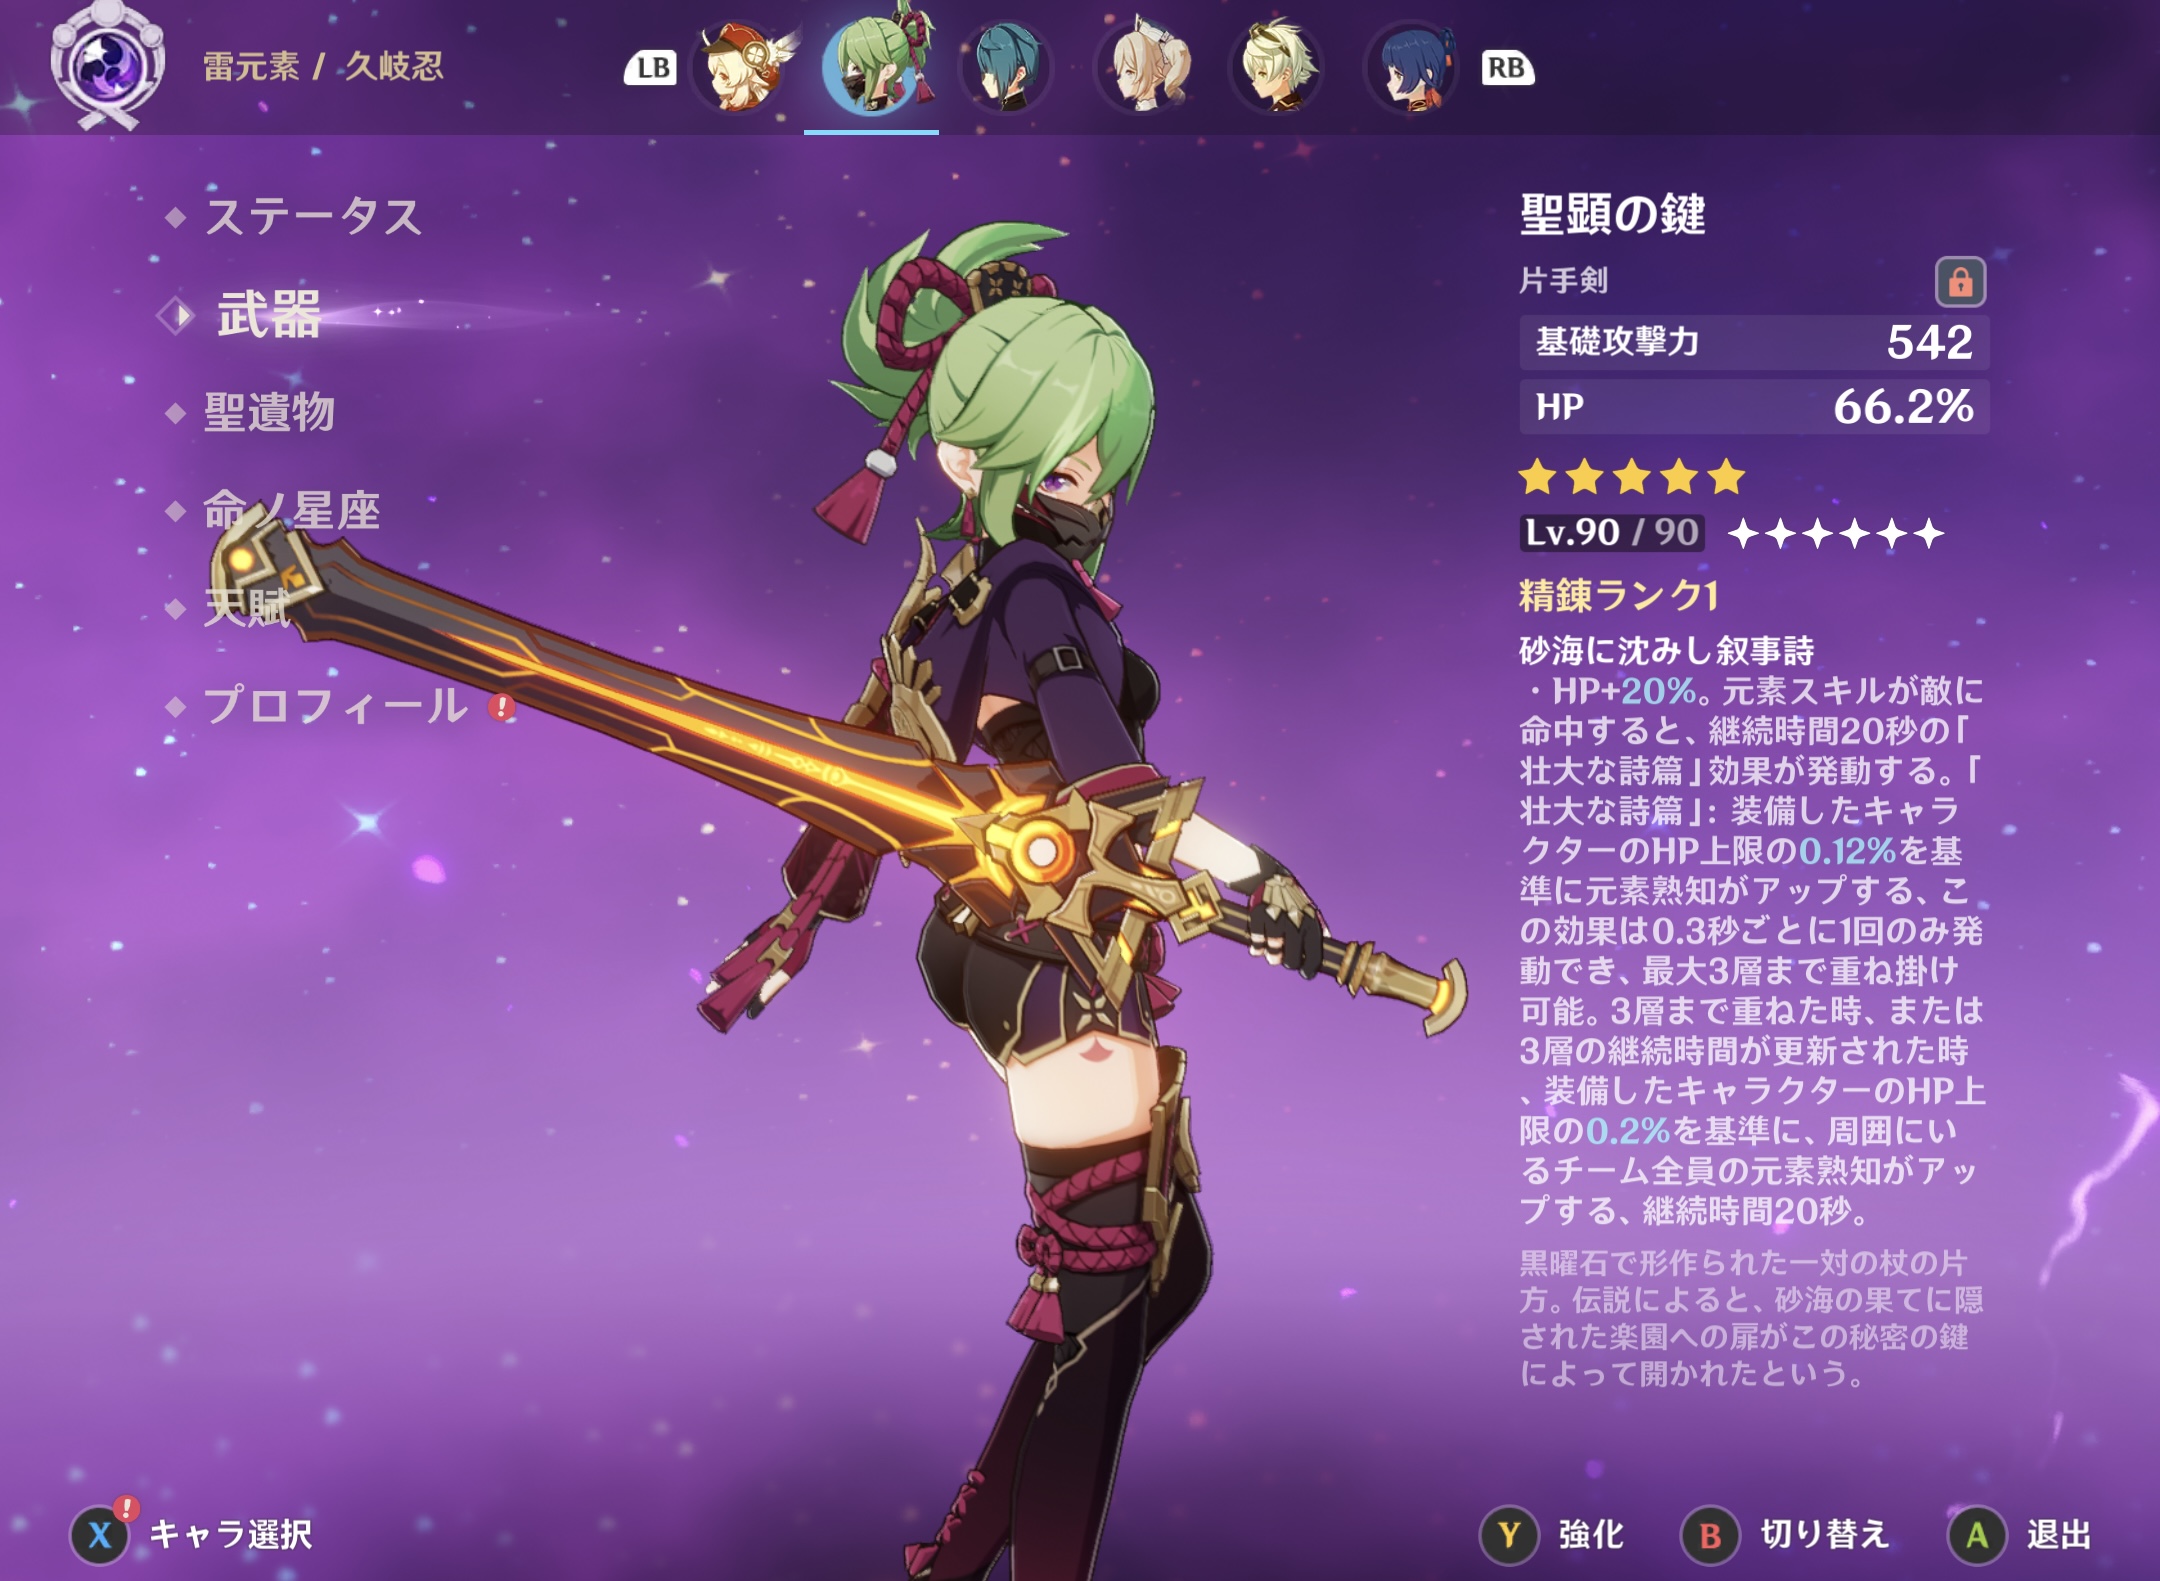 雷元素 / 久岐忍
LB
RB
ステータス
武器
聖遺物
命ノ星座
天賦
プロフィール
!
聖顕の鍵
片手剣
基礎攻撃力 542
HP 66.2%
Lv.90 / 90
精錬ランク1
砂海に沈みし叙事詩
・HP+20%。元素スキルが敵に
命中すると、継続時間20秒の「
壮大な詩篇」効果が発動する。「
壮大な詩篇」: 装備したキャラ
クターのHP上限の0.12%を基
準に元素熟知がアップする、こ
の効果は0.3秒ごとに1回のみ発
動でき、最大3層まで重ね掛け
可能。3層まで重ねた時、または
3層の継続時間が更新された時
、装備したキャラクターのHP上
限の0.2%を基準に、周囲にい
るチーム全員の元素熟知がアッ
プする、継続時間20秒。
黒曜石で形作られた一対の杖の片
方。伝説によると、砂海の果てに隠
された楽園への扉がこの秘密の鍵
によって開かれたという。
X ! キャラ選択
Y 強化
B 切り替え
A 退出